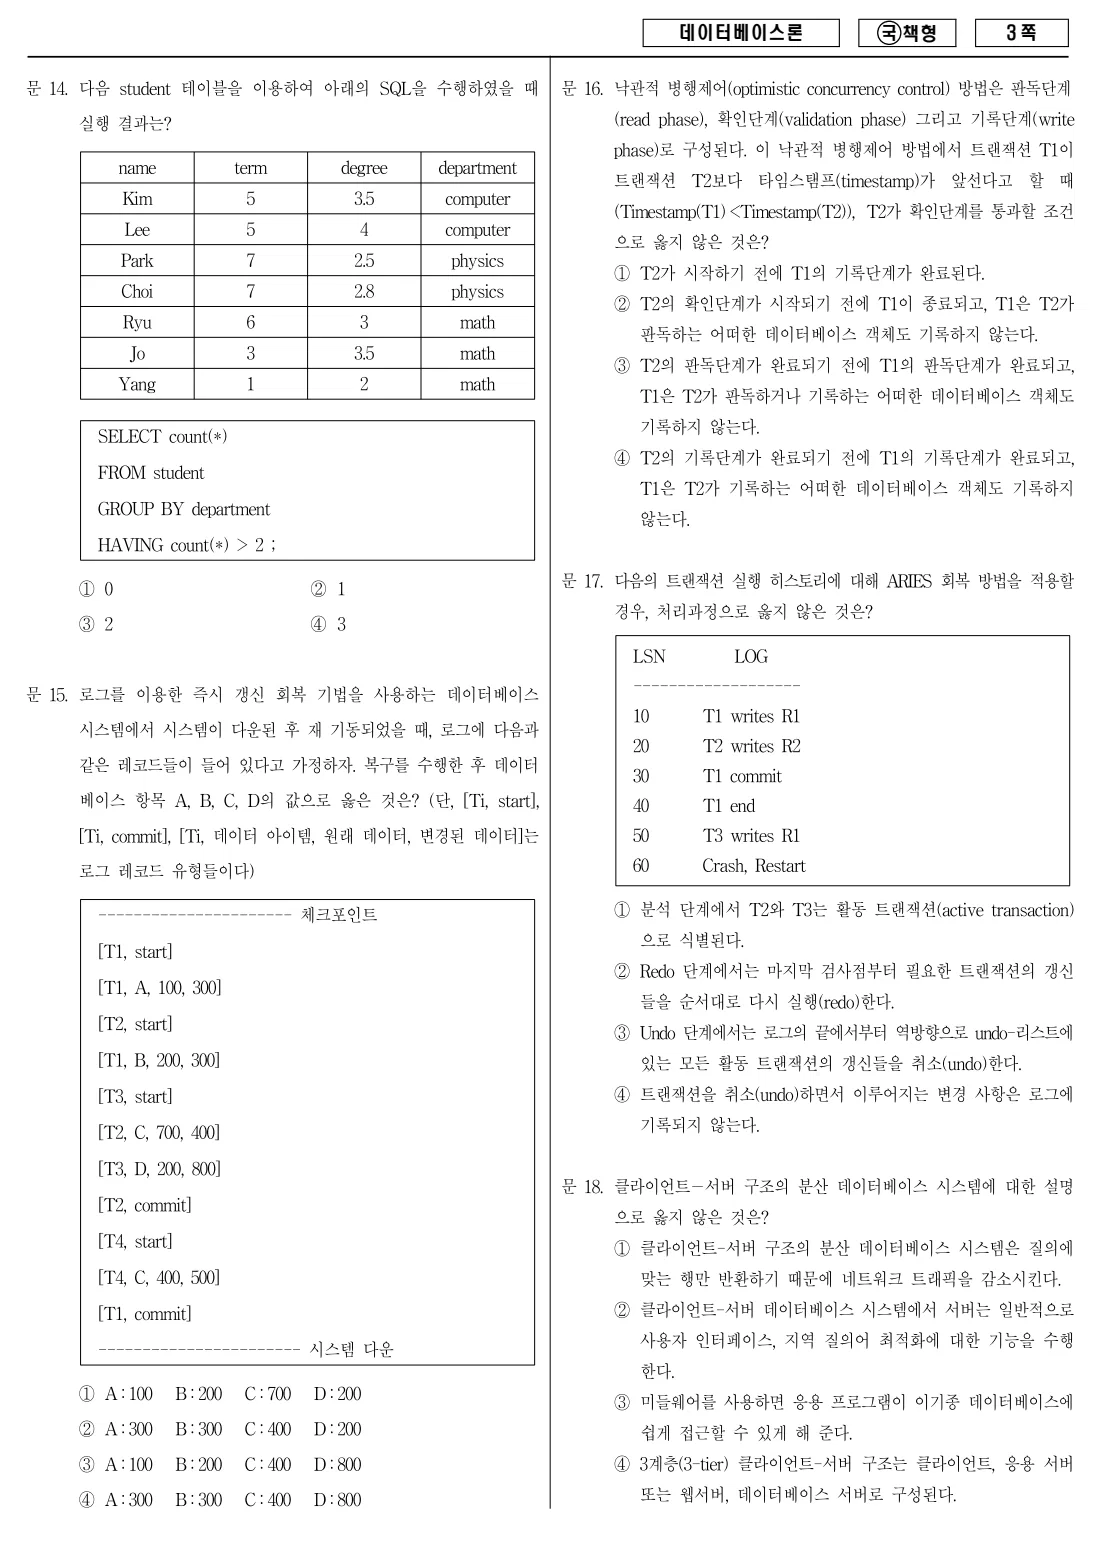 데이터베이스론
㉿책형
3쪽
문 14. 다음 student 테이블을 이용하여 아래의 SQL을 수행하였을 때
실행 결과는?
name term degree department
Kim 5 3.5 computer
Lee 5 4 computer
Park 7 2.5 physics
Choi 7 2.8 physics
Ryu 6 3 math
Jo 3 3.5 math
Yang 1 2 math
SELECT count(*)
FROM student
GROUP BY department
HAVING count(*) > 2 ;
① 0 ② 1
③ 2 ④ 3
문 15. 로그를 이용한 즉시 갱신 회복 기법을 사용하는 데이터베이스
시스템에서 시스템이 다운된 후 재 기동되었을 때, 로그에 다음과
같은 레코드들이 들어 있다고 가정하자. 복구를 수행한 후 데이터
베이스 항목 A, B, C, D의 값으로 옳은 것은? (단, [Ti, start],
[Ti, commit], [Ti, 데이터 아이템, 원래 데이터, 변경된 데이터]는
로그 레코드 유형들이다)
---------------------- 체크포인트
[T1, start]
[T1, A, 100, 300]
[T2, start]
[T1, B, 200, 300]
[T3, start]
[T2, C, 700, 400]
[T3, D, 200, 800]
[T2, commit]
[T4, start]
[T4, C, 400, 500]
[T1, commit]
----------------------- 시스템 다운
① A : 100 B : 200 C : 700 D : 200
② A : 300 B : 300 C : 400 D : 200
③ A : 100 B : 200 C : 400 D : 800
④ A : 300 B : 300 C : 400 D : 800
문 16. 낙관적 병행제어(optimistic concurrency control) 방법은 판독단계
(read phase), 확인단계(validation phase) 그리고 기록단계(write
phase)로 구성된다. 이 낙관적 병행제어 방법에서 트랜잭션 T1이
트랜잭션 T2보다 타임스탬프(timestamp)가 앞선다고 할 때
(Timestamp(T1) <Timestamp(T2)), T2가 확인단계를 통과할 조건
으로 옳지 않은 것은?
① T2가 시작하기 전에 T1의 기록단계가 완료된다.
② T2의 확인단계가 시작되기 전에 T1이 종료되고, T1은 T2가
판독하는 어떠한 데이터베이스 객체도 기록하지 않는다.
③ T2의 판독단계가 완료되기 전에 T1의 판독단계가 완료되고,
T1은 T2가 판독하거나 기록하는 어떠한 데이터베이스 객체도
기록하지 않는다.
④ T2의 기록단계가 완료되기 전에 T1의 기록단계가 완료되고,
T1은 T2가 기록하는 어떠한 데이터베이스 객체도 기록하지
않는다.
문 17. 다음의 트랜잭션 실행 히스토리에 대해 ARIES 회복 방법을 적용할
경우, 처리과정으로 옳지 않은 것은?
LSN LOG
-------------------
10 T1 writes R1
20 T2 writes R2
30 T1 commit
40 T1 end
50 T3 writes R1
60 Crash, Restart
① 분석 단계에서 T2와 T3는 활동 트랜잭션(active transaction)
으로 식별된다.
② Redo 단계에서는 마지막 검사점부터 필요한 트랜잭션의 갱신
들을 순서대로 다시 실행(redo)한다.
③ Undo 단계에서는 로그의 끝에서부터 역방향으로 undo-리스트에
있는 모든 활동 트랜잭션의 갱신들을 취소(undo)한다.
④ 트랜잭션을 취소(undo)하면서 이루어지는 변경 사항은 로그에
기록되지 않는다.
문 18. 클라이언트-서버 구조의 분산 데이터베이스 시스템에 대한 설명
으로 옳지 않은 것은?
① 클라이언트-서버 구조의 분산 데이터베이스 시스템은 질의에
맞는 행만 반환하기 때문에 네트워크 트래픽을 감소시킨다.
② 클라이언트-서버 데이터베이스 시스템에서 서버는 일반적으로
사용자 인터페이스, 지역 질의어 최적화에 대한 기능을 수행
한다.
③ 미들웨어를 사용하면 응용 프로그램이 이기종 데이터베이스에
쉽게 접근할 수 있게 해 준다.
④ 3계층(3-tier) 클라이언트-서버 구조는 클라이언트, 응용 서버
또는 웹서버, 데이터베이스 서버로 구성된다.